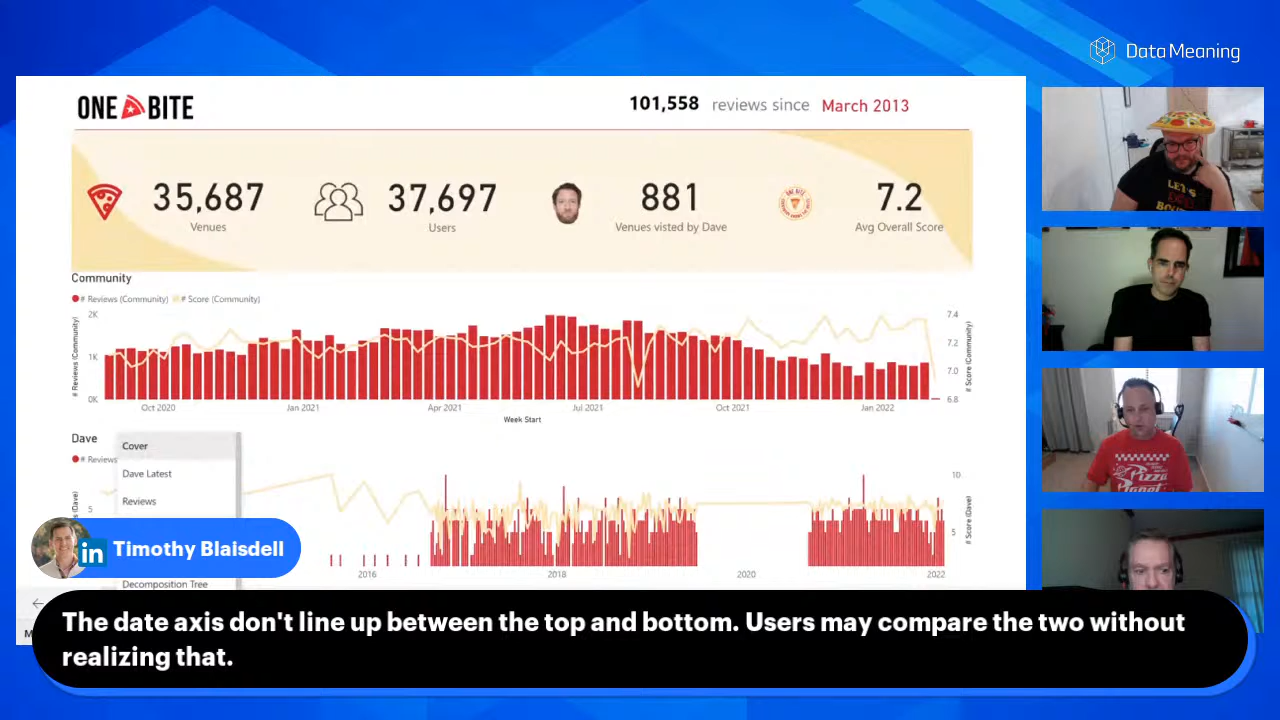 Data Meaning
ONE BITE
101,558 reviews since March 2013
35,687
Venues
37,697
Users
881
Venues visted by Dave
7.2
Avg Overall Score
Community
# Reviews (Community) # Score (Community)
# Reviews (Community)
2K
1K
0K
7.4
7.2
7.0
6.8
# Score (Community)
Oct 2020 Jan 2021 Apr 2021 Jul 2021 Oct 2021 Jan 2022
Week Start
Dave
# Reviews
Cover
Dave Latest
Reviews
Decomposition Tree
5
10
5
# Score (Dave)
2016 2018 2020 2022
LET'S
in Timothy Blaisdell
The date axis don't line up between the top and bottom. Users may compare the two without
realizing that.